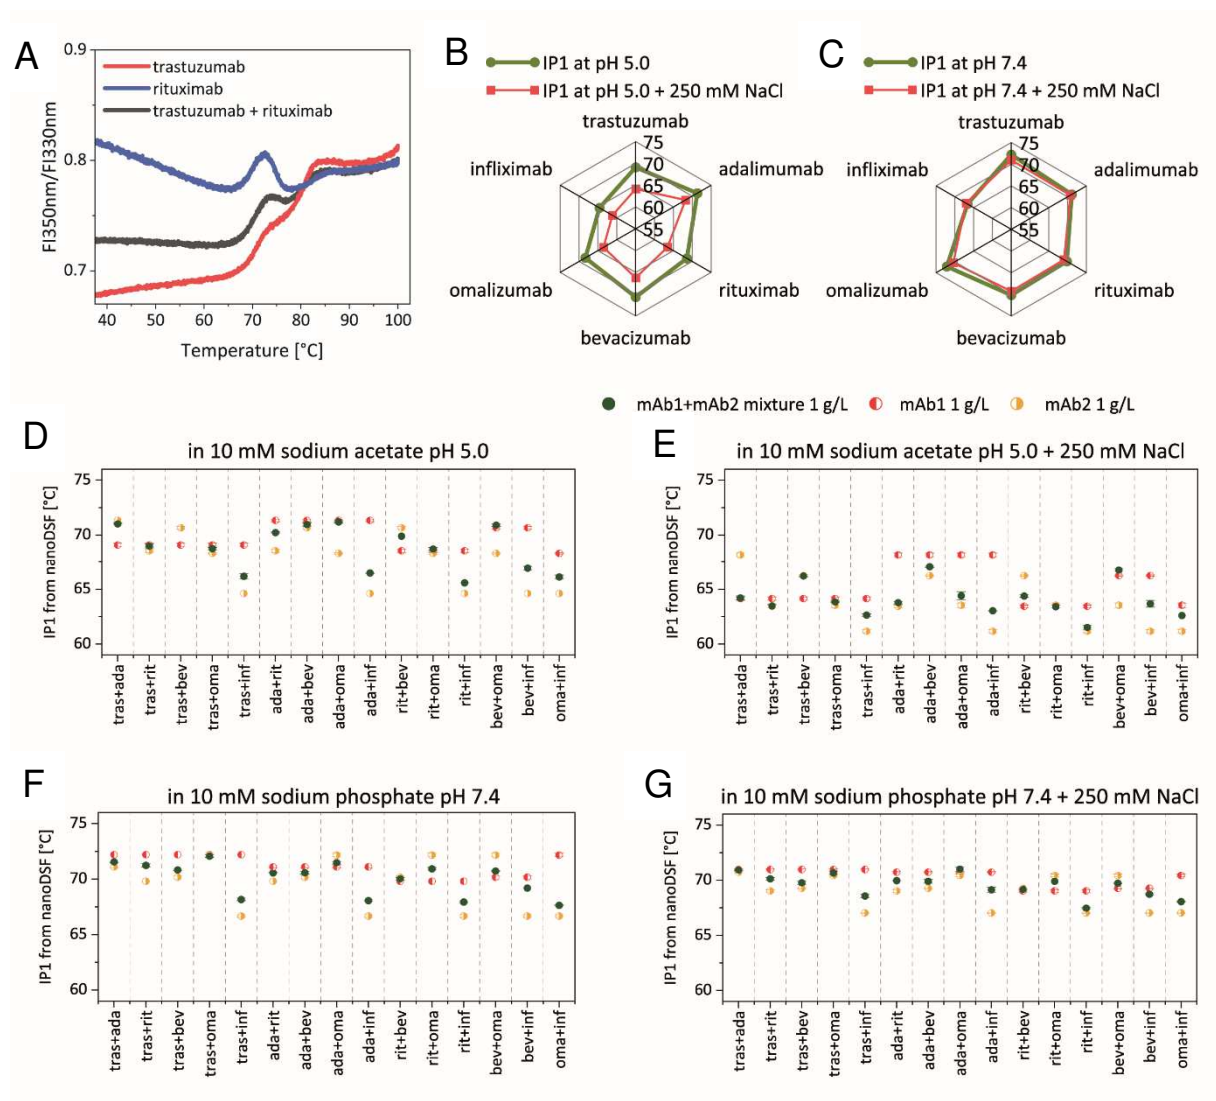 A
0.9
0.8
0.7
FI350nm/FI330nm
trastuzumab
rituximab
trastuzumab + rituximab
40 50 60 70 80 90 100
Temperature [°C]
B
IP1 at pH 5.0
IP1 at pH 5.0 + 250 mM NaCl
trastuzumab
adalimumab
rituximab
bevacizumab
omalizumab
infliximab
75
70
65
60
55
C
IP1 at pH 7.4
IP1 at pH 7.4 + 250 mM NaCl
trastuzumab
adalimumab
rituximab
bevacizumab
omalizumab
infliximab
75
70
65
60
55
mAb1+mAb2 mixture 1 g/L mAb1 1 g/L mAb2 1 g/L
D
in 10 mM sodium acetate pH 5.0
IP1 from nanoDSF [°C]
75
70
65
60
tras+ada
tras+rit
tras+bev
tras+oma
tras+inf
ada+rit
ada+bev
ada+oma
ada+inf
rit+bev
rit+oma
rit+inf
bev+oma
bev+inf
oma+inf
E
in 10 mM sodium acetate pH 5.0 + 250 mM NaCl
IP1 from nanoDSF [°C]
75
70
65
60
tras+ada
tras+rit
tras+bev
tras+oma
tras+inf
ada+rit
ada+bev
ada+oma
ada+inf
rit+bev
rit+oma
rit+inf
bev+oma
bev+inf
oma+inf
F
in 10 mM sodium phosphate pH 7.4
IP1 from nanoDSF [°C]
75
70
65
60
tras+ada
tras+rit
tras+bev
tras+oma
tras+inf
ada+rit
ada+bev
ada+oma
ada+inf
rit+bev
rit+oma
rit+inf
bev+oma
bev+inf
oma+inf
G
in 10 mM sodium phosphate pH 7.4 + 250 mM NaCl
IP1 from nanoDSF [°C]
75
70
65
60
tras+ada
tras+rit
tras+bev
tras+oma
tras+inf
ada+rit
ada+bev
ada+oma
ada+inf
rit+bev
rit+oma
rit+inf
bev+oma
bev+inf
oma+inf